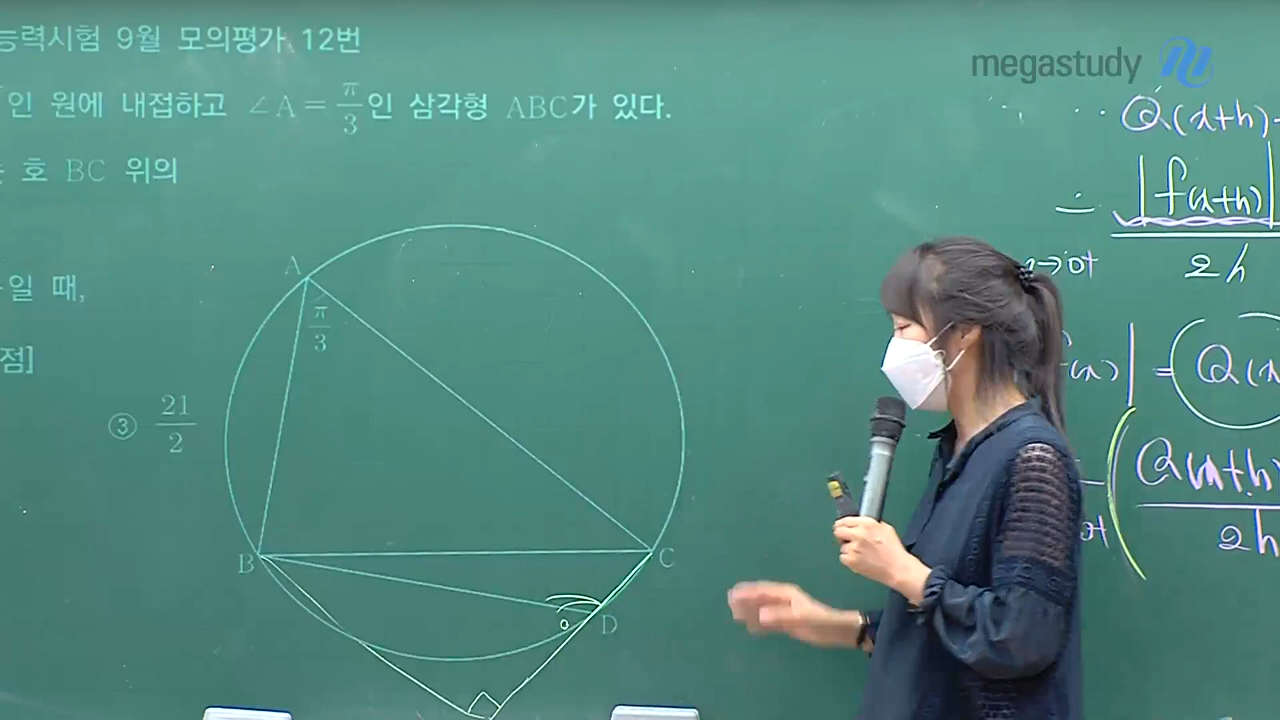 능력시험 9월 모의평가 12번
인 원에 내접하고 ∠A = π/3 인 삼각형 ABC가 있다.
호 BC 위의
일 때,
점]
③ 21/2
A
π/3
B
C
D
megastudy
Q(x+h)-
= |f(x+h)|
2h
→0+
f(x)| = Q(x
Q(x+h)
2h
0+